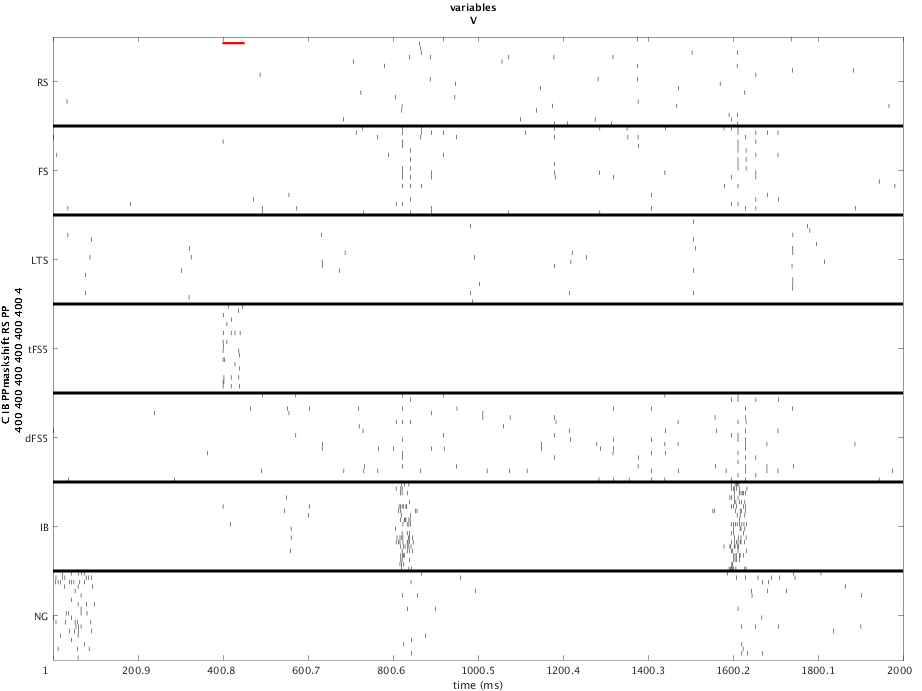 variables
V
C IB PPmaskshift RS PP
400 400 400 400 400 400 4
RS
FS
LTS
tFS5
dFS5
IB
NG
1 200.9 400.8 600.7 800.6 1000.5 1200.4 1400.3 1600.2 1800.1 2000
time (ms)